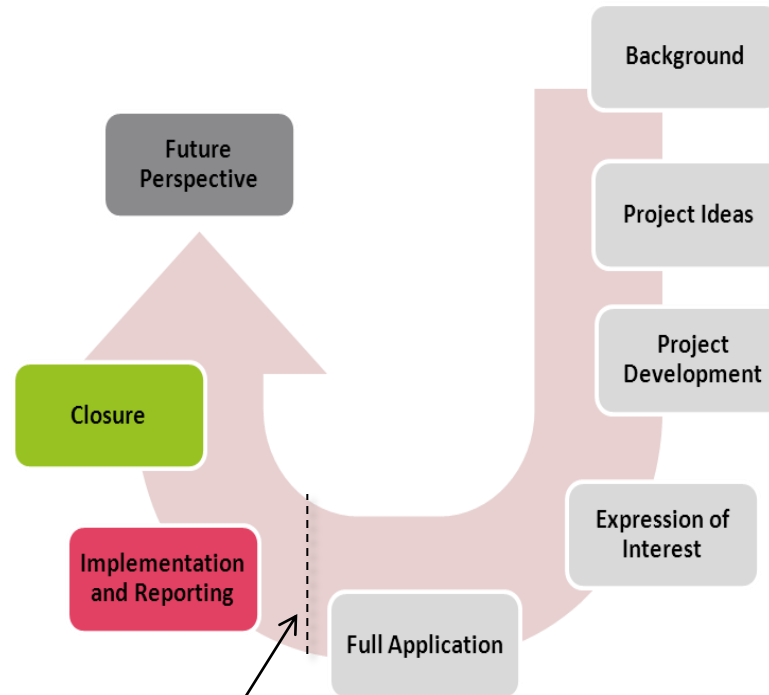 Background
Project Ideas
Project
Development
Expression of
Interest
Full Application
Implementation
and Reporting
Closure
Future
Perspective